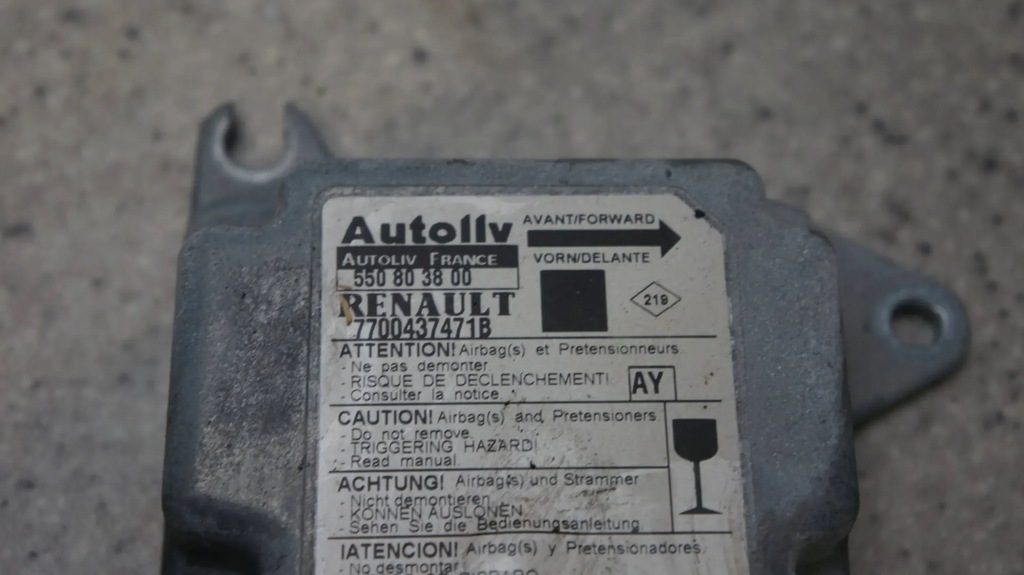 Autoliv
AVANT/FORWARD
AUTOLIV FRANCE
VORN/DELANTE
550 80 38 00
219
RENAULT
7700437471B
ATTENTION! Airbag(s) et Pretensionneurs
- Ne pas demonter
- RISQUE DE DECLENCHEMENT!
- Consulter la notice.
AY
CAUTION! Airbag(s) and Pretensioners
- Do not remove
- TRIGGERING HAZARD!
- Read manual
ACHTUNG! Airbag(s) und Strammer
- Nicht demontieren
- KONNEN AUSLONEN
- Sehen Sie die Bedienungsanleitung
!ATENCION! Airbag(s) y Pretensionadores
- No desmontar